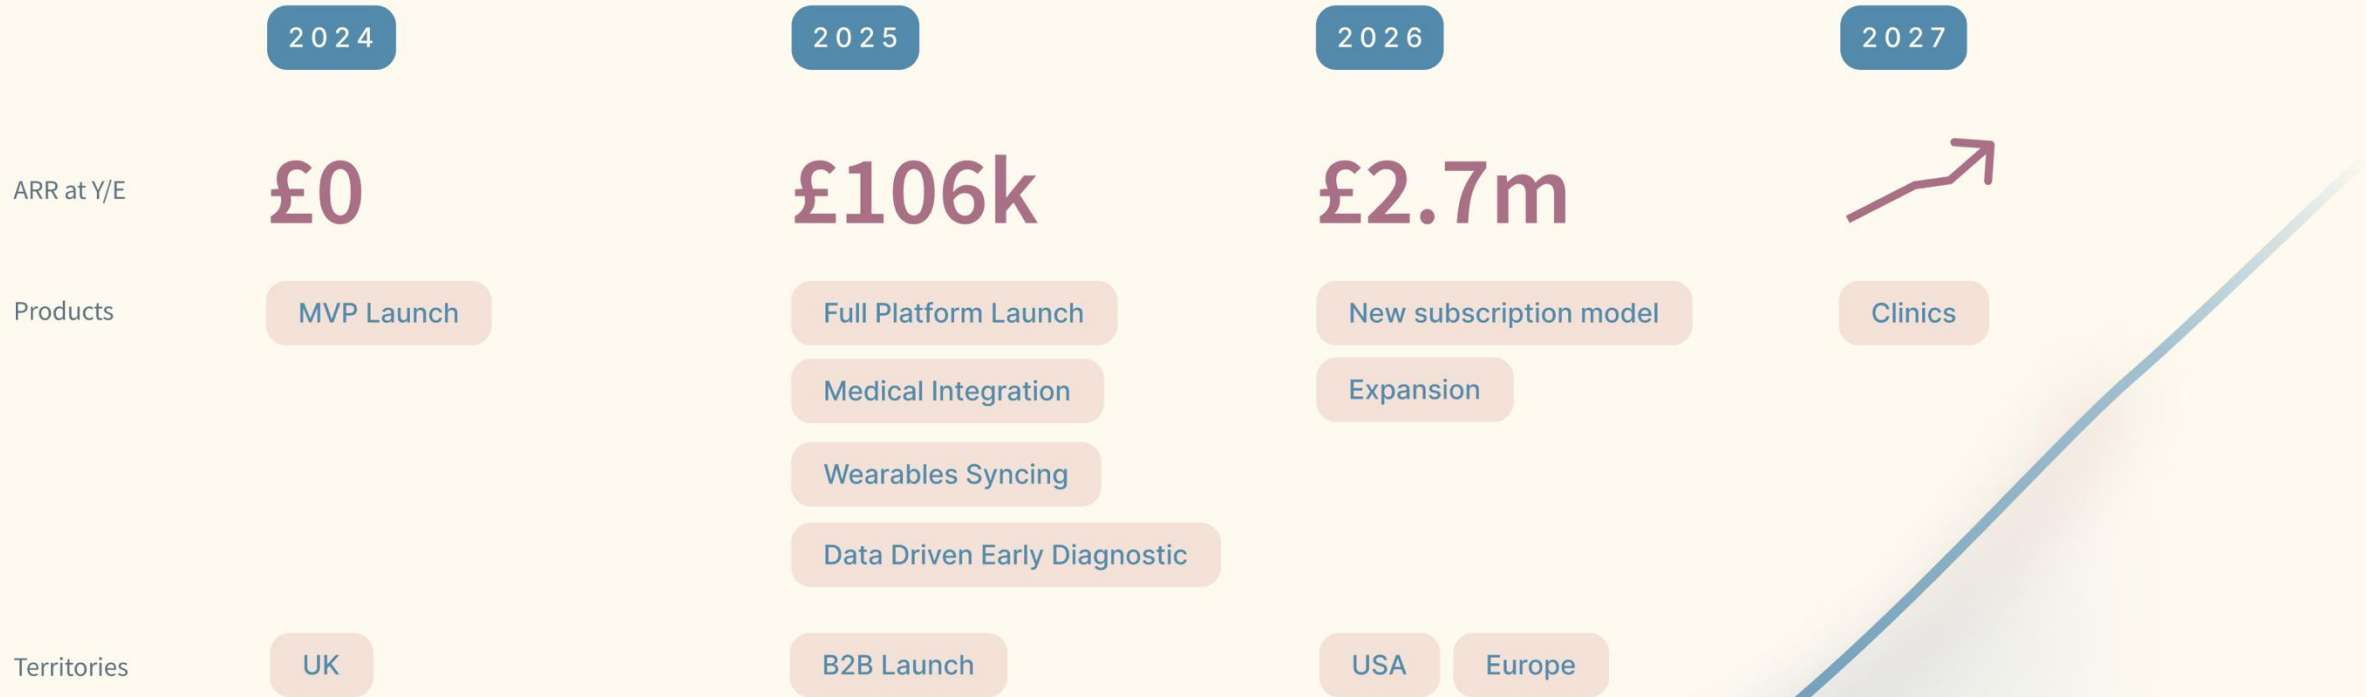 2024 2025 2026 2027
ARR at Y/E £0 £106k £2.7m
Products MVP Launch Full Platform Launch New subscription model Clinics
Medical Integration Expansion
Wearables Syncing
Data Driven Early Diagnostic
Territories UK B2B Launch USA Europe